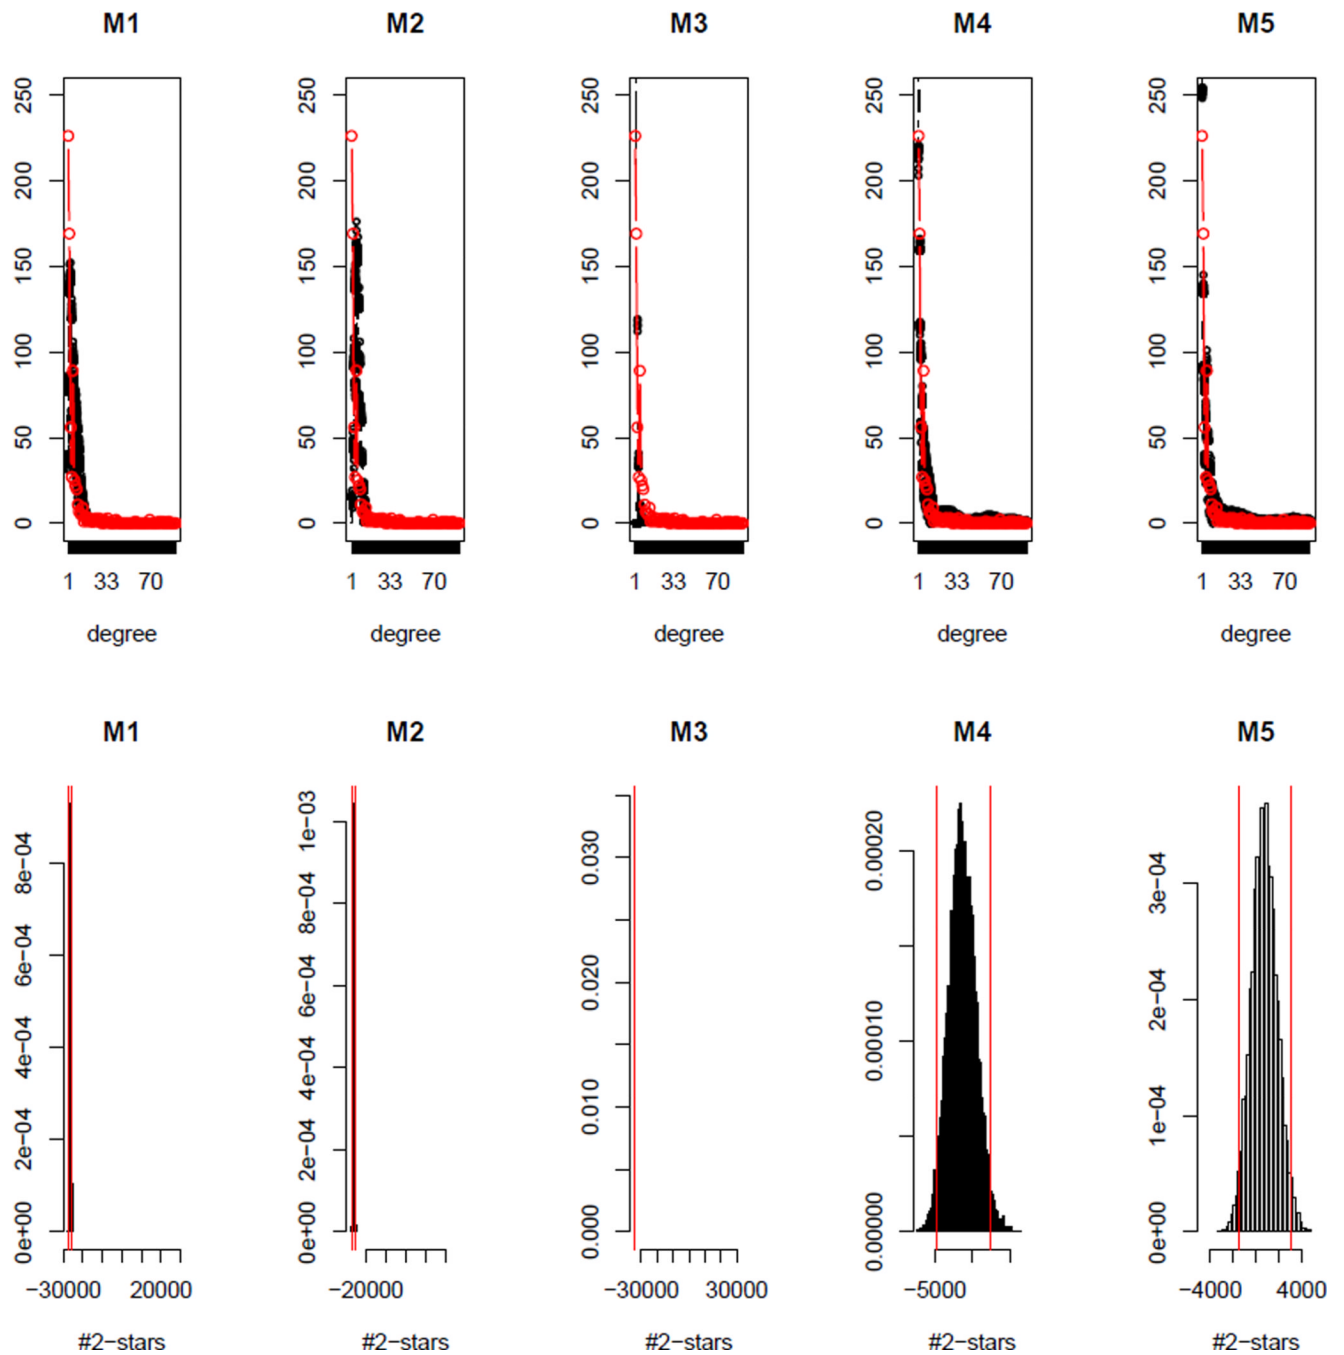 M1 M2 M3 M4 M5
250 250 250 250 250
200 200 200 200 200
150 150 150 150 150
100 100 100 100 100
50 50 50 50 50
0 0 0 0 0
1 33 70 1 33 70 1 33 70 1 33 70 1 33 70
degree degree degree degree degree
M1 M2 M3 M4 M5
0e+00 2e−04 4e−04 6e−04 8e−04
0e+00 2e−04 4e−04 6e−04 8e−04 1e−03
0.000 0.010 0.020 0.030
0.00000 0.00010 0.00020
0e+00 1e−04 2e−04 3e−04
−30000 20000 −20000 −30000 30000 −5000 −4000 4000
#2−stars #2−stars #2−stars #2−stars #2−stars